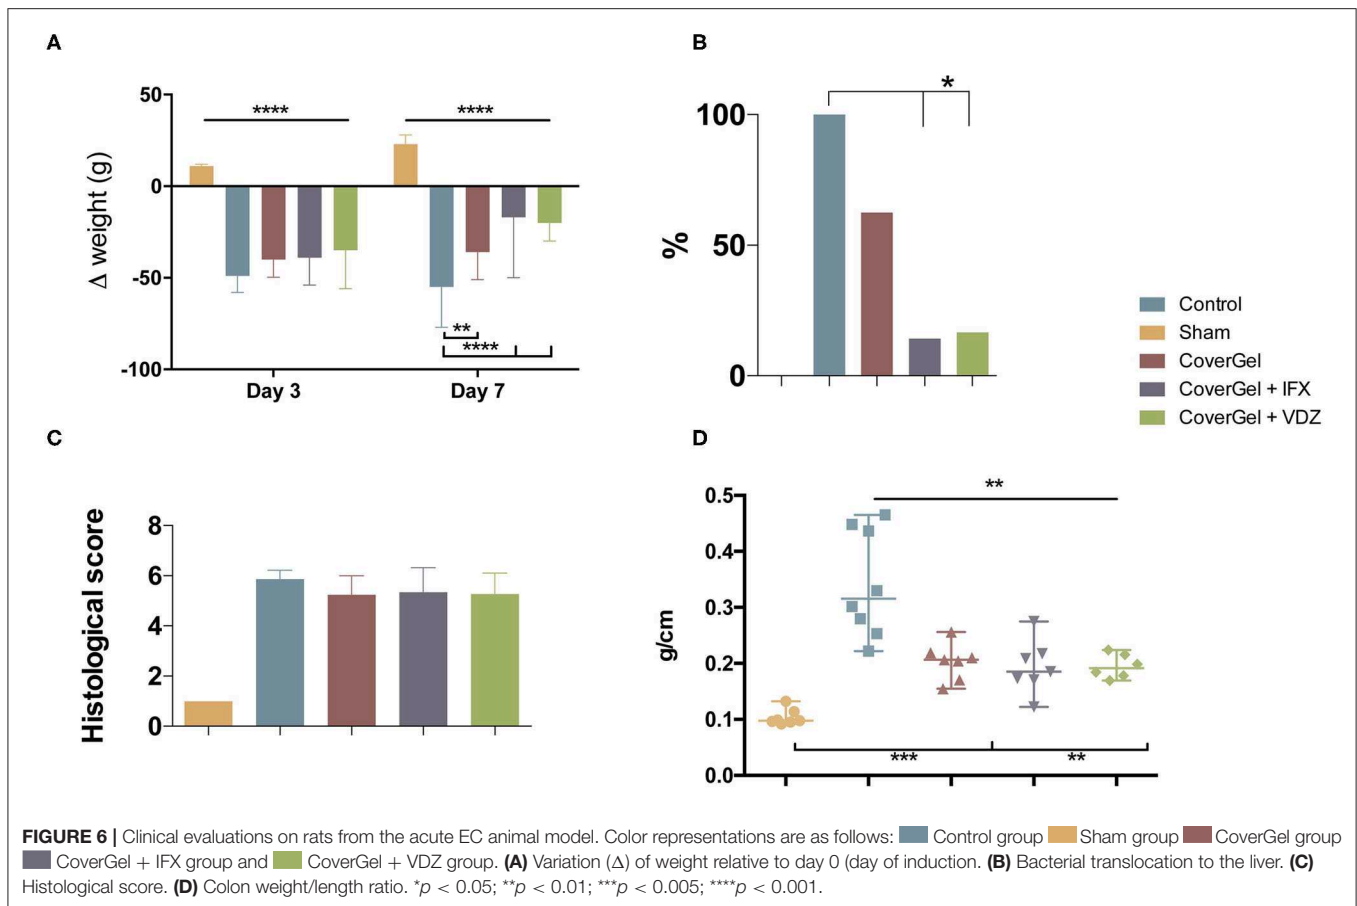 A
50
0
-50
-100
Δ weight (g)
****
****
**
****
Day 3
Day 7
B
100
50
0
%
*
Control
Sham
CoverGel
CoverGel + IFX
CoverGel + VDZ
C
8
6
4
2
0
Histological score
D
0.5
0.4
0.3
0.2
0.1
0.0
g/cm
**
***
**
FIGURE 6 | Clinical evaluations on rats from the acute EC animal model. Color representations are as follows: Control group Sham group CoverGel group
CoverGel + IFX group and CoverGel + VDZ group. (A) Variation (Δ) of weight relative to day 0 (day of induction. (B) Bacterial translocation to the liver. (C)
Histological score. (D) Colon weight/length ratio. *p < 0.05; **p < 0.01; ***p < 0.005; ****p < 0.001.